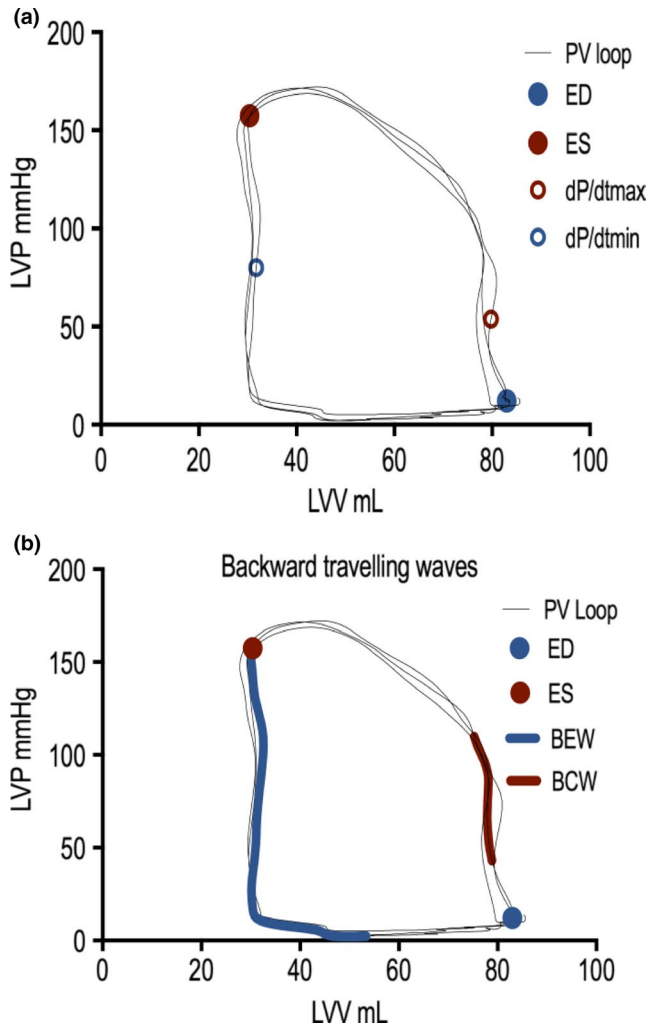 (a)
200
150
100
50
0
LVP mmHg
0 20 40 60 80 100
LVV mL
PV loop
ED
ES
dP/dtmax
dP/dtmin
(b)
Backward travelling waves
200
150
100
50
0
LVP mmHg
0 20 40 60 80 100
LVV mL
PV Loop
ED
ES
BEW
BCW